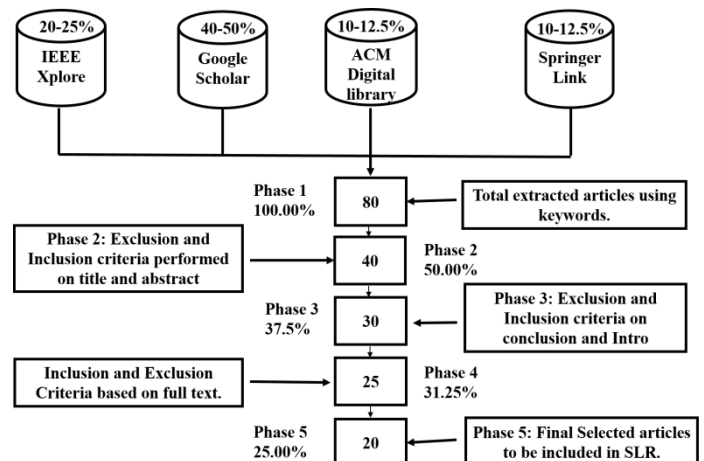 20-25%
IEEE
Xplore
40-50%
Google
Scholar
10-12.5%
ACM
Digital
library
10-12.5%
Springer
Link
Phase 1
100.00%
80
Total extracted articles using
keywords.
Phase 2: Exclusion and
Inclusion criteria performed
on title and abstract
40
Phase 2
50.00%
Phase 3
37.5%
30
Phase 3: Exclusion and
Inclusion criteria on
conclusion and Intro
Inclusion and Exclusion
Criteria based on full text.
25
Phase 4
31.25%
Phase 5
25.00%
20
Phase 5: Final Selected articles
to be included in SLR.